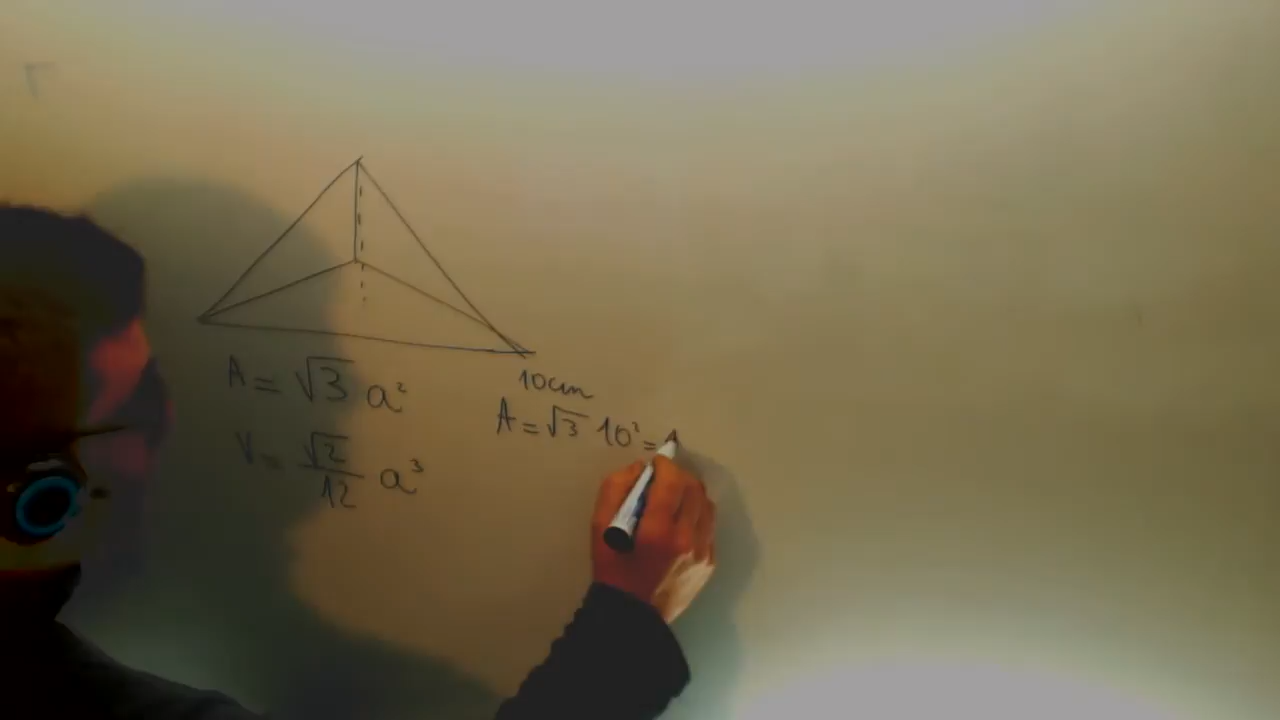 A = √3 a²
V = √2/12 a³
10cm
A = √3 10² =